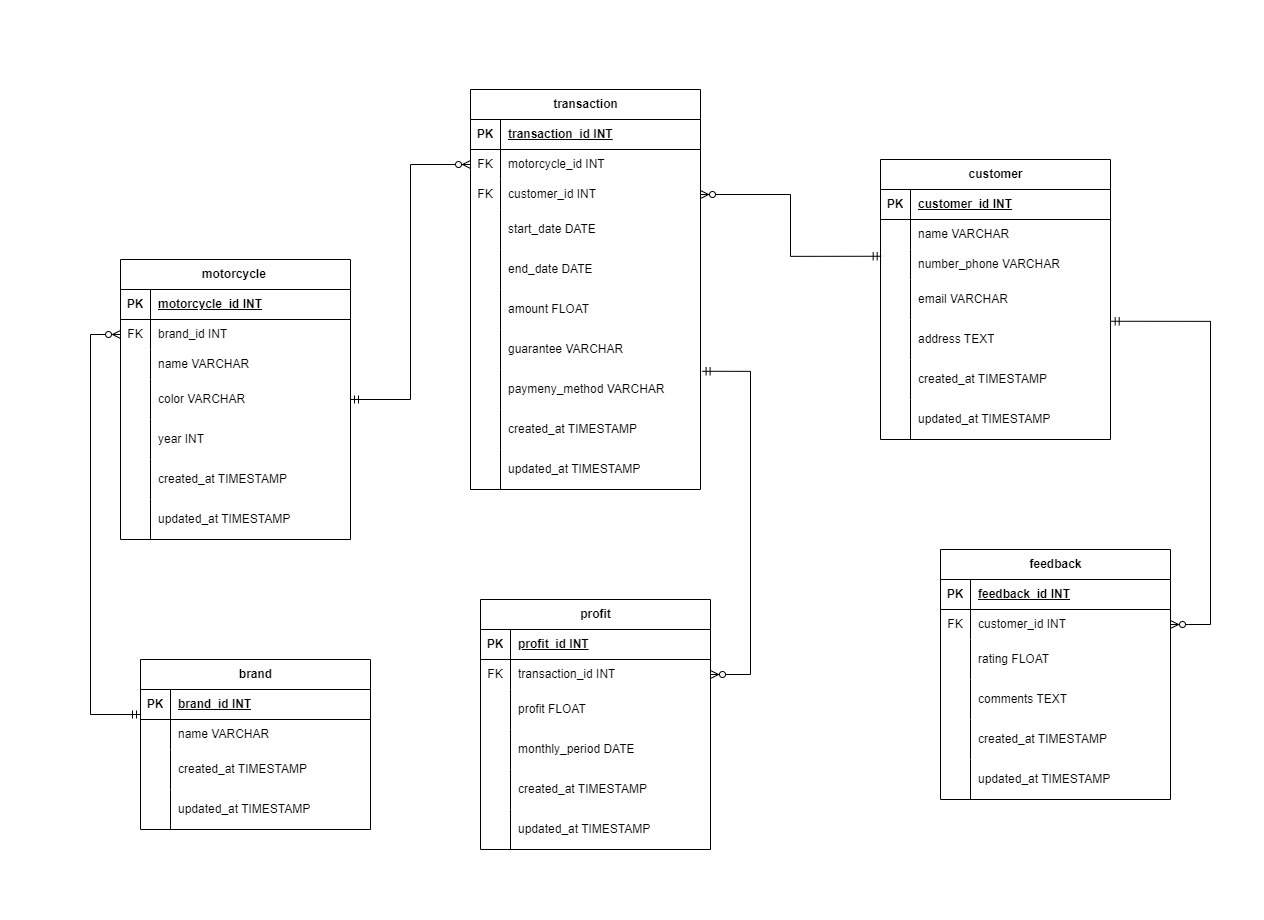 transaction
PK transaction_id INT
FK motorcycle_id INT
FK customer_id INT
start_date DATE
end_date DATE
amount FLOAT
guarantee VARCHAR
paymeny_method VARCHAR
created_at TIMESTAMP
updated_at TIMESTAMP
customer
PK customer_id INT
name VARCHAR
number_phone VARCHAR
email VARCHAR
address TEXT
created_at TIMESTAMP
updated_at TIMESTAMP
motorcycle
PK motorcycle_id INT
FK brand_id INT
name VARCHAR
color VARCHAR
year INT
created_at TIMESTAMP
updated_at TIMESTAMP
feedback
PK feedback_id INT
FK customer_id INT
rating FLOAT
comments TEXT
created_at TIMESTAMP
updated_at TIMESTAMP
profit
PK profit_id INT
FK transaction_id INT
profit FLOAT
monthly_period DATE
created_at TIMESTAMP
updated_at TIMESTAMP
brand
PK brand_id INT
name VARCHAR
created_at TIMESTAMP
updated_at TIMESTAMP